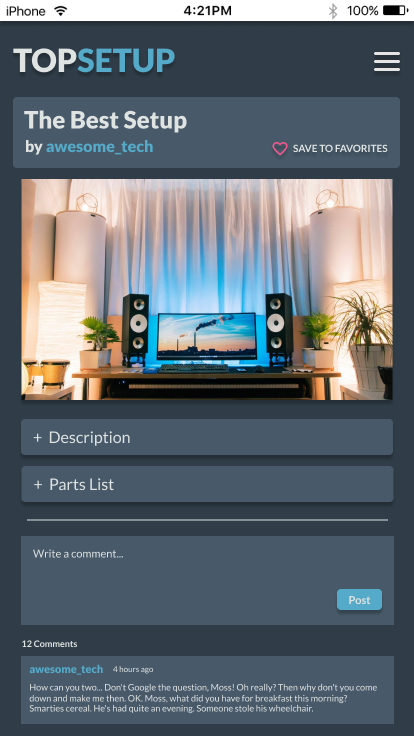 iPhone 4:21PM 100%
TOPSETUP
The Best Setup
by awesome_tech
SAVE TO FAVORITES
+ Description
+ Parts List
Write a comment...
Post
12 Comments
awesome_tech 4 hours ago
How can you two... Don't Google the question, Moss! Oh really? Then why don't you come
down and make me then. OK. Moss, what did you have for breakfast this morning?
Smarties cereal. He's had quite an evening. Someone stole his wheelchair.